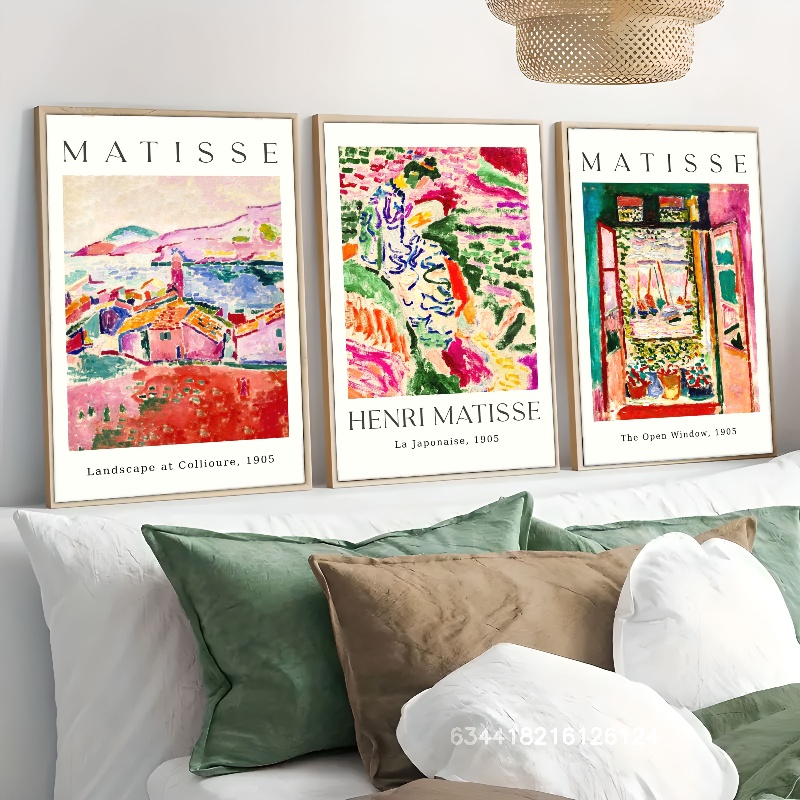 MATISSE
Landscape at Collioure, 1905
HENRI MATISSE
La Japonaise, 1905
MATISSE
The Open Window, 1905
634418216126124